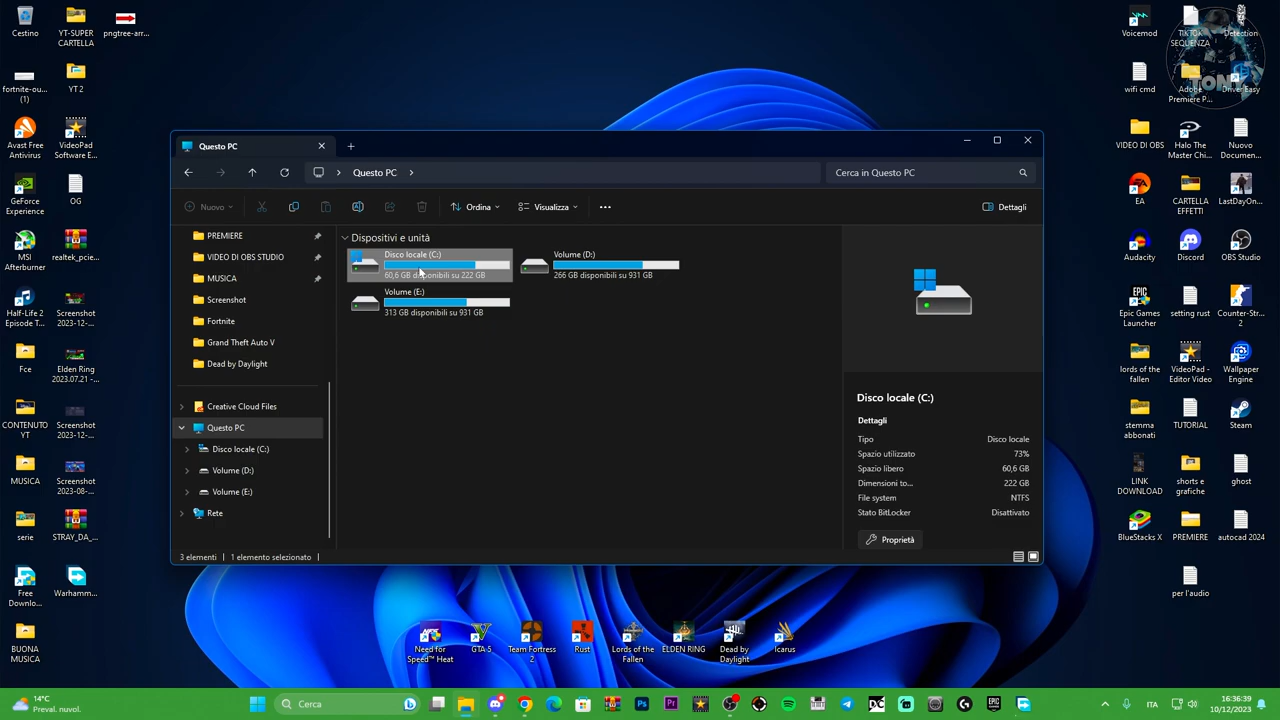 Cestino
YT-SUPER
CARTELLA
pngtree-arr...
fortnite-ou...
(1)
YT 2
Avast Free
Antivirus
VideoPad
Software E...
GeForce
Experience
OG
MSI
Afterburner
realtek_pcie...
Half-Life 2
Episode T...
Screenshot
2023-12-...
Fce
Elden Ring
2023.07.21 -...
CONTENUTO
YT
Screenshot
2023-12-...
MUSICA
Screenshot
2023-08-...
serie
STRAY_DA_...
Free
Downlo...
Warhamm...
BUONA
MUSICA
Questo PC
Questo PC
Cerca in Questo PC
Nuovo
Ordina
Visualizza
Dettagli
PREMIERE
VIDEO DI OBS STUDIO
MUSICA
Screenshot
Fortnite
Grand Theft Auto V
Dead by Daylight
Creative Cloud Files
Questo PC
Disco locale (C:)
Volume (D:)
Volume (E:)
Rete
Dispositivi e unità
Disco locale (C:)
60,6 GB disponibili su 222 GB
Volume (D:)
266 GB disponibili su 931 GB
Volume (E:)
313 GB disponibili su 931 GB
Disco locale (C:)
Dettagli
Tipo Disco locale
Spazio utilizzato 73%
Spazio libero 60,6 GB
Dimensioni to... 222 GB
File system NTFS
Stato BitLocker Disattivato
Proprietà
3 elementi
1 elemento selezionato
Voicemod
TIKTOK
SEQUENZA
Detection
TONY
wifi cmd
Adobe
Premiere P...
Driver Easy
VIDEO DI OBS
Halo The
Master Chi...
Nuovo
Documen...
EA
CARTELLA
EFFETTI
LastDayOn...
Audacity
Discord
OBS Studio
Epic Games
Launcher
setting rust
Counter-Str...
2
lords of the
fallen
VideoPad -
Editor Video
Wallpaper
Engine
stemma
abbonati
TUTORIAL
Steam
LINK
DOWNLOAD
shorts e
grafiche
ghost
BlueStacks X
PREMIERE
autocad 2024
per l'audio
Need for
Speed™ Heat
GTA 5
Team Fortress
2
Rust
Lords of the
Fallen
ELDEN RING
Dead by
Daylight
Icarus
14°C
Preval. nuvol.
Cerca
ITA
16:36:39
10/12/2023